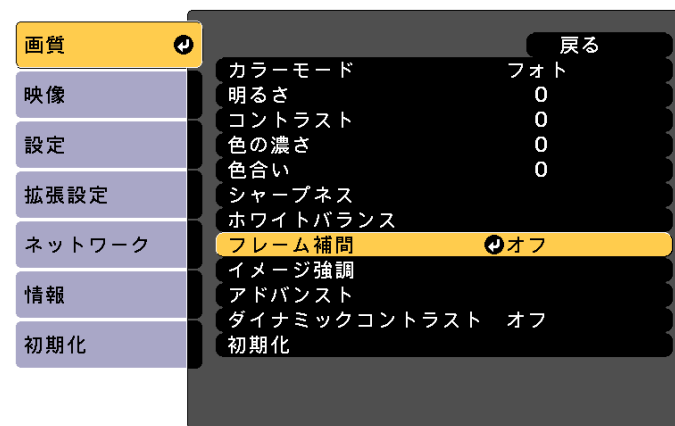 画質
映像
設定
拡張設定
ネットワーク
情報
初期化
戻る
カラーモード フォト
明るさ 0
コントラスト 0
色の濃さ 0
色合い 0
シャープネス
ホワイトバランス
フレーム補間 オフ
イメージ強調
アドバンスト
ダイナミックコントラスト オフ
初期化